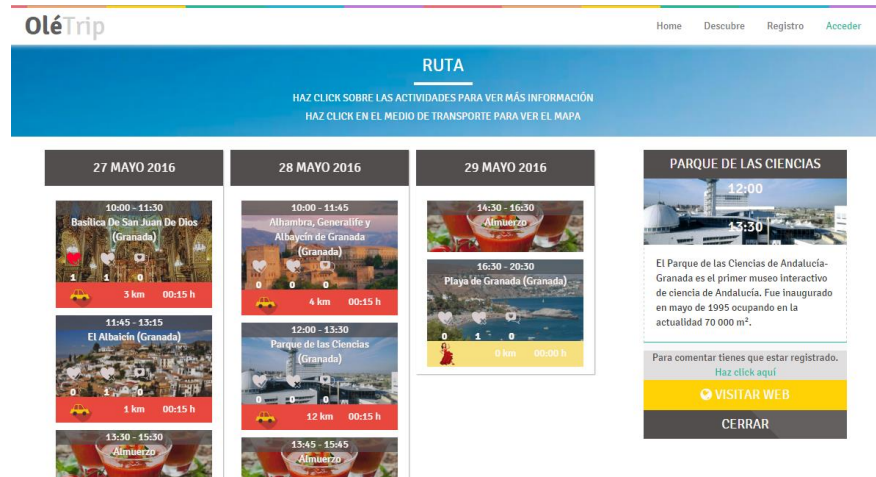 OléTrip
Home Descubre Registro Acceder
RUTA
HAZ CLICK SOBRE LAS ACTIVIDADES PARA VER MÁS INFORMACIÓN
HAZ CLICK EN EL MEDIO DE TRANSPORTE PARA VER EL MAPA
27 MAYO 2016
10:00 - 11:30
Basílica De San Juan De Dios
(Granada)
1 1 0
3 km 00:15 h
11:45 - 13:15
El Albaicín (Granada)
0 1 0
1 km 00:15 h
13:30 - 15:30
Almuerzo
28 MAYO 2016
10:00 - 11:45
Alhambra, Generalife y
Albaycín de Granada
(Granada)
0 0 0
4 km 00:15 h
12:00 - 13:30
Parque de las Ciencias
(Granada)
0 0 0
12 km 00:15 h
13:45 - 15:45
Almuerzo
29 MAYO 2016
14:30 - 16:30
Almuerzo
16:30 - 20:30
Playa de Granada (Granada)
0 1 0
0 km 00:00 h
PARQUE DE LAS CIENCIAS
12:00
13:30
El Parque de las Ciencias de Andalucía-
Granada es el primer museo interactivo
de ciencia de Andalucía. Fue inaugurado
en mayo de 1995 ocupando en la
actualidad 70 000 m².
Para comentar tienes que estar registrado.
Haz click aquí
VISITAR WEB
CERRAR